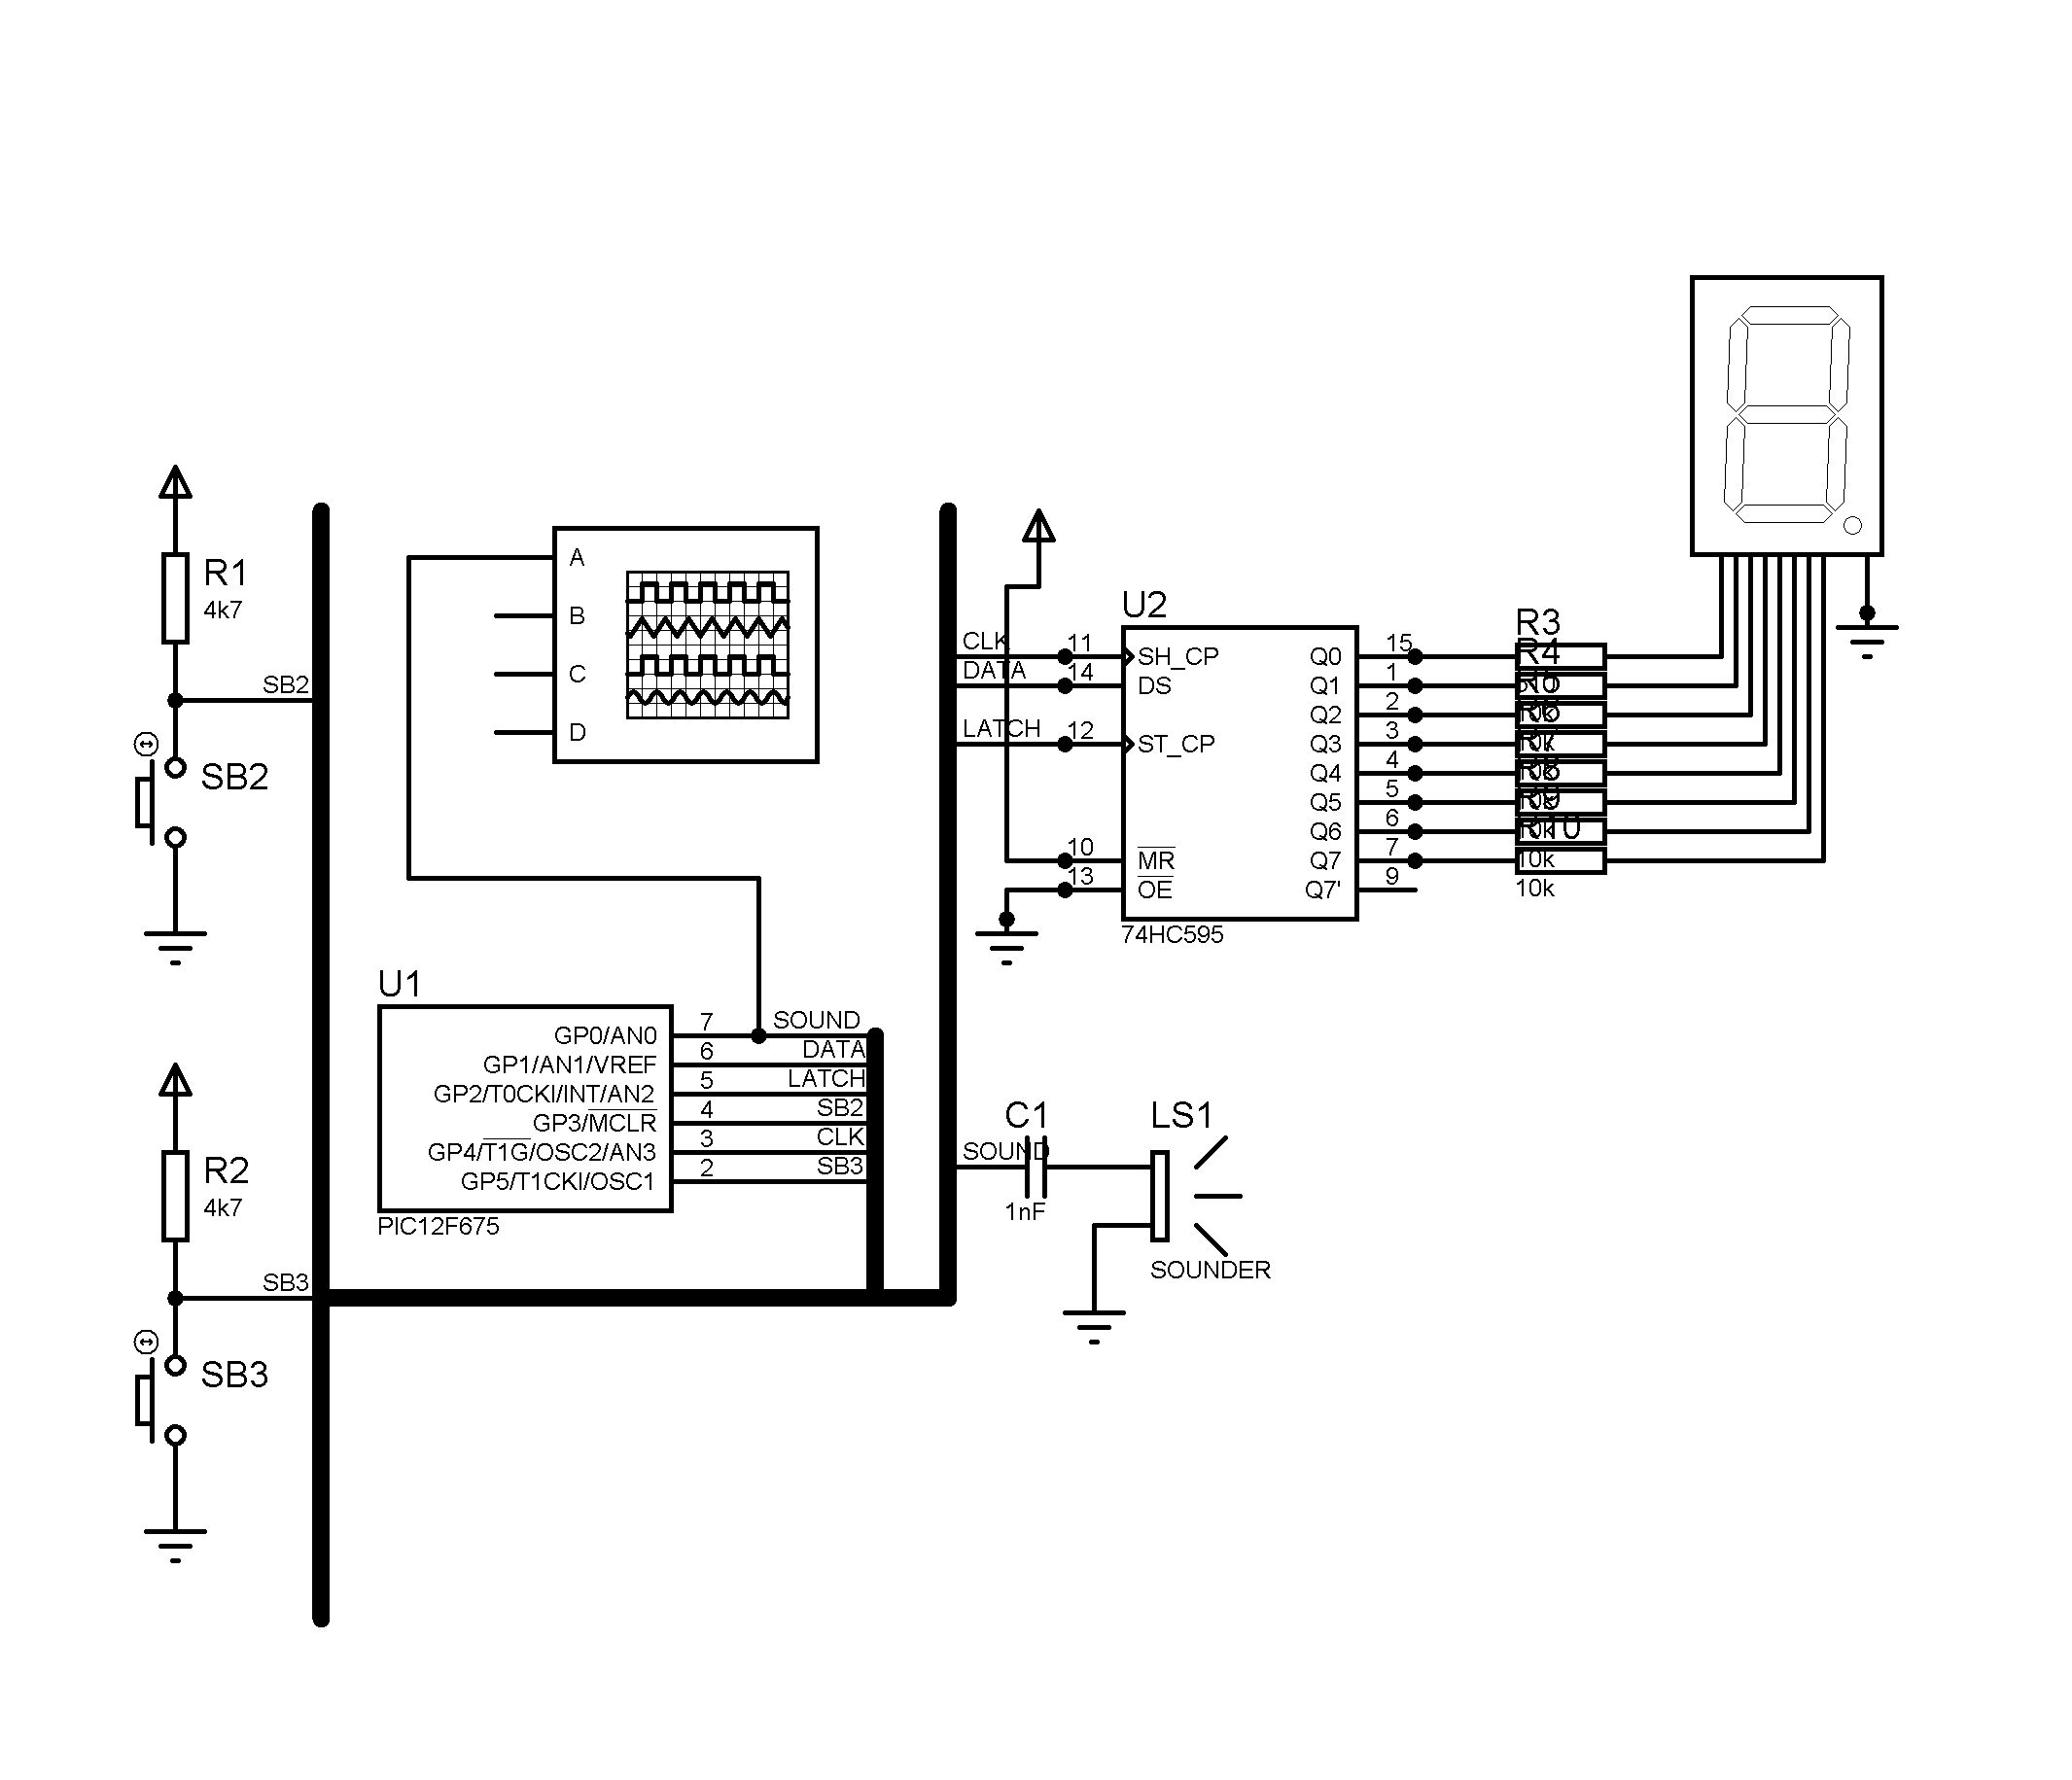 R1
4k7
SB2
SB2
R2
4k7
SB3
SB3
A
B
C
D
U1
GP0/AN0
GP1/AN1/VREF
GP2/T0CKI/INT/AN2
GP3/MCLR
GP4/T1G/OSC2/AN3
GP5/T1CKI/OSC1
7
6
5
4
3
2
SOUND
DATA
LATCH
SB2
CLK
SB3
PIC12F675
CLK
DATA
LATCH
11
14
12
10
13
U2
SH_CP
DS
ST_CP
MR
OE
Q0
Q1
Q2
Q3
Q4
Q5
Q6
Q7
Q7'
15
1
2
3
4
5
6
7
9
74HC595
R3
R4
10k
10k
SOUND
C1
1nF
LS1
SOUNDER